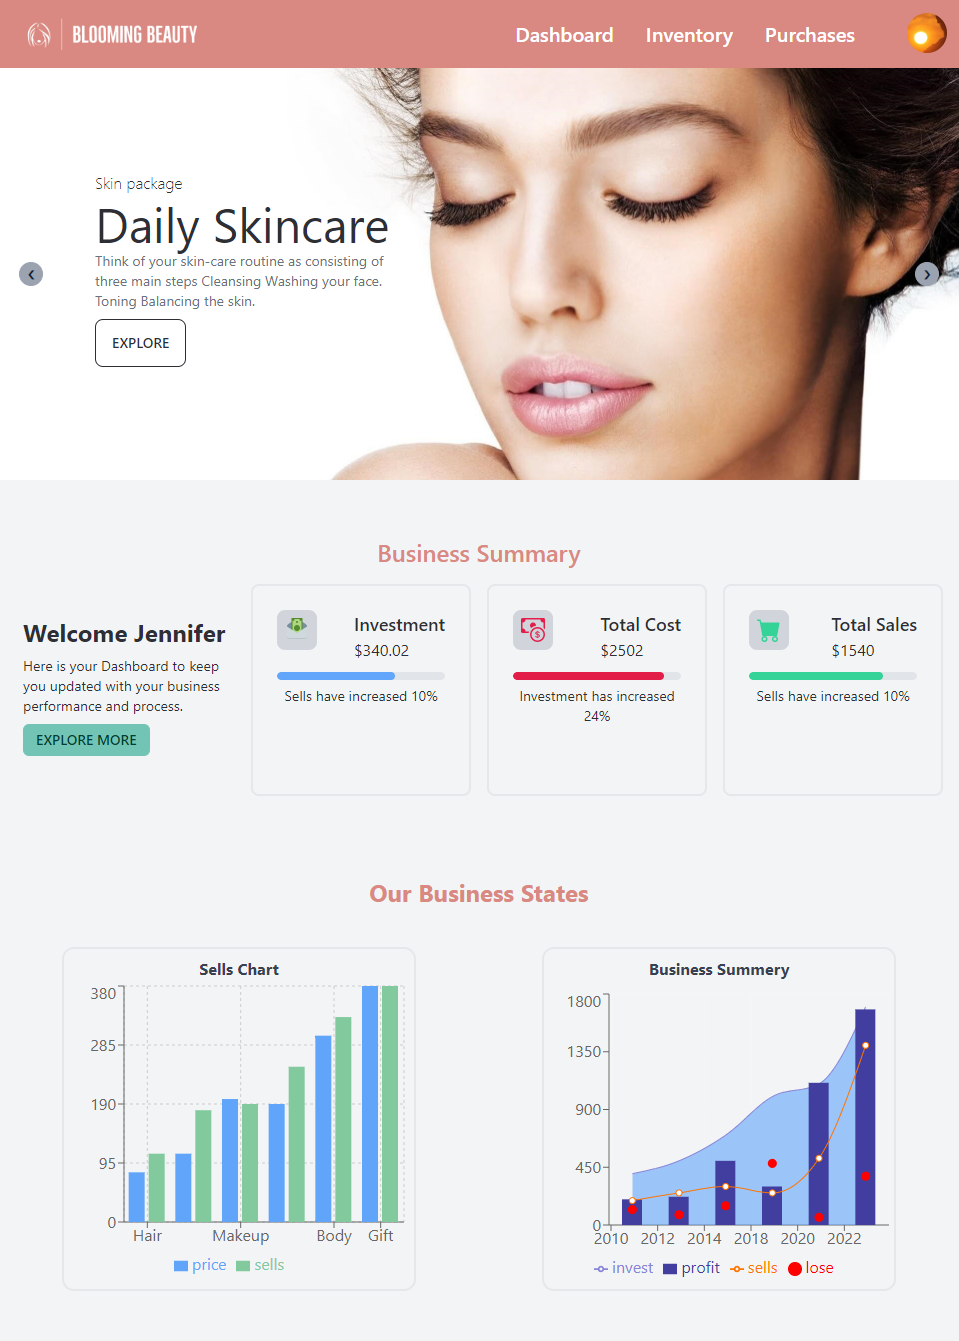 BLOOMING BEAUTY
Dashboard Inventory Purchases
Skin package
Daily Skincare
Think of your skin-care routine as consisting of
three main steps Cleansing Washing your face.
Toning Balancing the skin.
EXPLORE
Business Summary
Welcome Jennifer
Here is your Dashboard to keep
you updated with your business
performance and process.
EXPLORE MORE
Investment
$340.02
Sells have increased 10%
Total Cost
$2502
Investment has increased
24%
Total Sales
$1540
Sells have increased 10%
Our Business States
Sells Chart
380
285
190
95
0
Hair Makeup Body Gift
price sells
Business Summery
1800
1350
900
450
0
2010 2012 2014 2018 2020 2022
invest profit sells lose